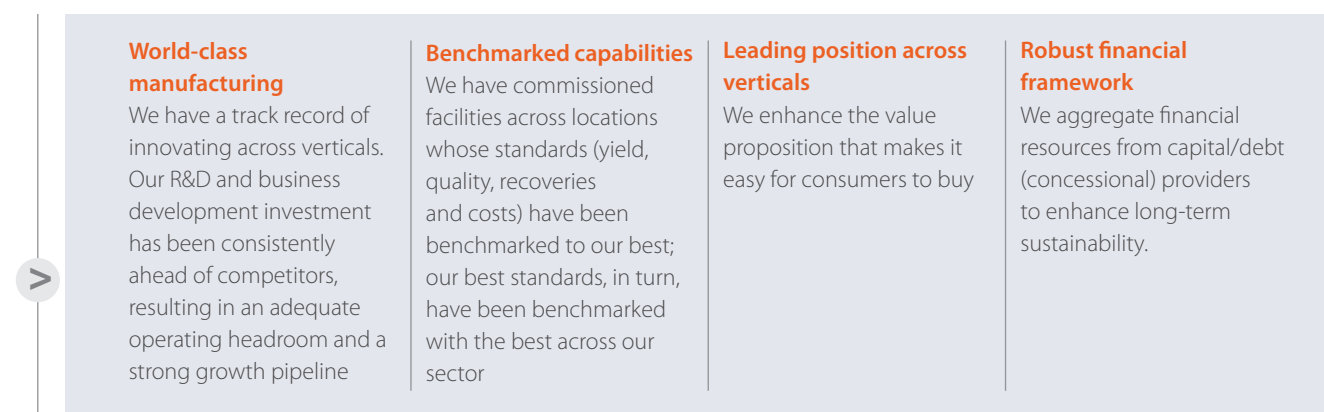 World-class
manufacturing
We have a track record of
innovating across verticals.
Our R&D and business
development investment
has been consistently
ahead of competitors,
resulting in an adequate
operating headroom and a
strong growth pipeline
Benchmarked capabilities
We have commissioned
facilities across locations
whose standards (yield,
quality, recoveries
and costs) have been
benchmarked to our best;
our best standards, in turn,
have been benchmarked
with the best across our
sector
Leading position across
verticals
We enhance the value
proposition that makes it
easy for consumers to buy
Robust financial
framework
We aggregate financial
resources from capital/debt
(concessional) providers
to enhance long-term
sustainability.